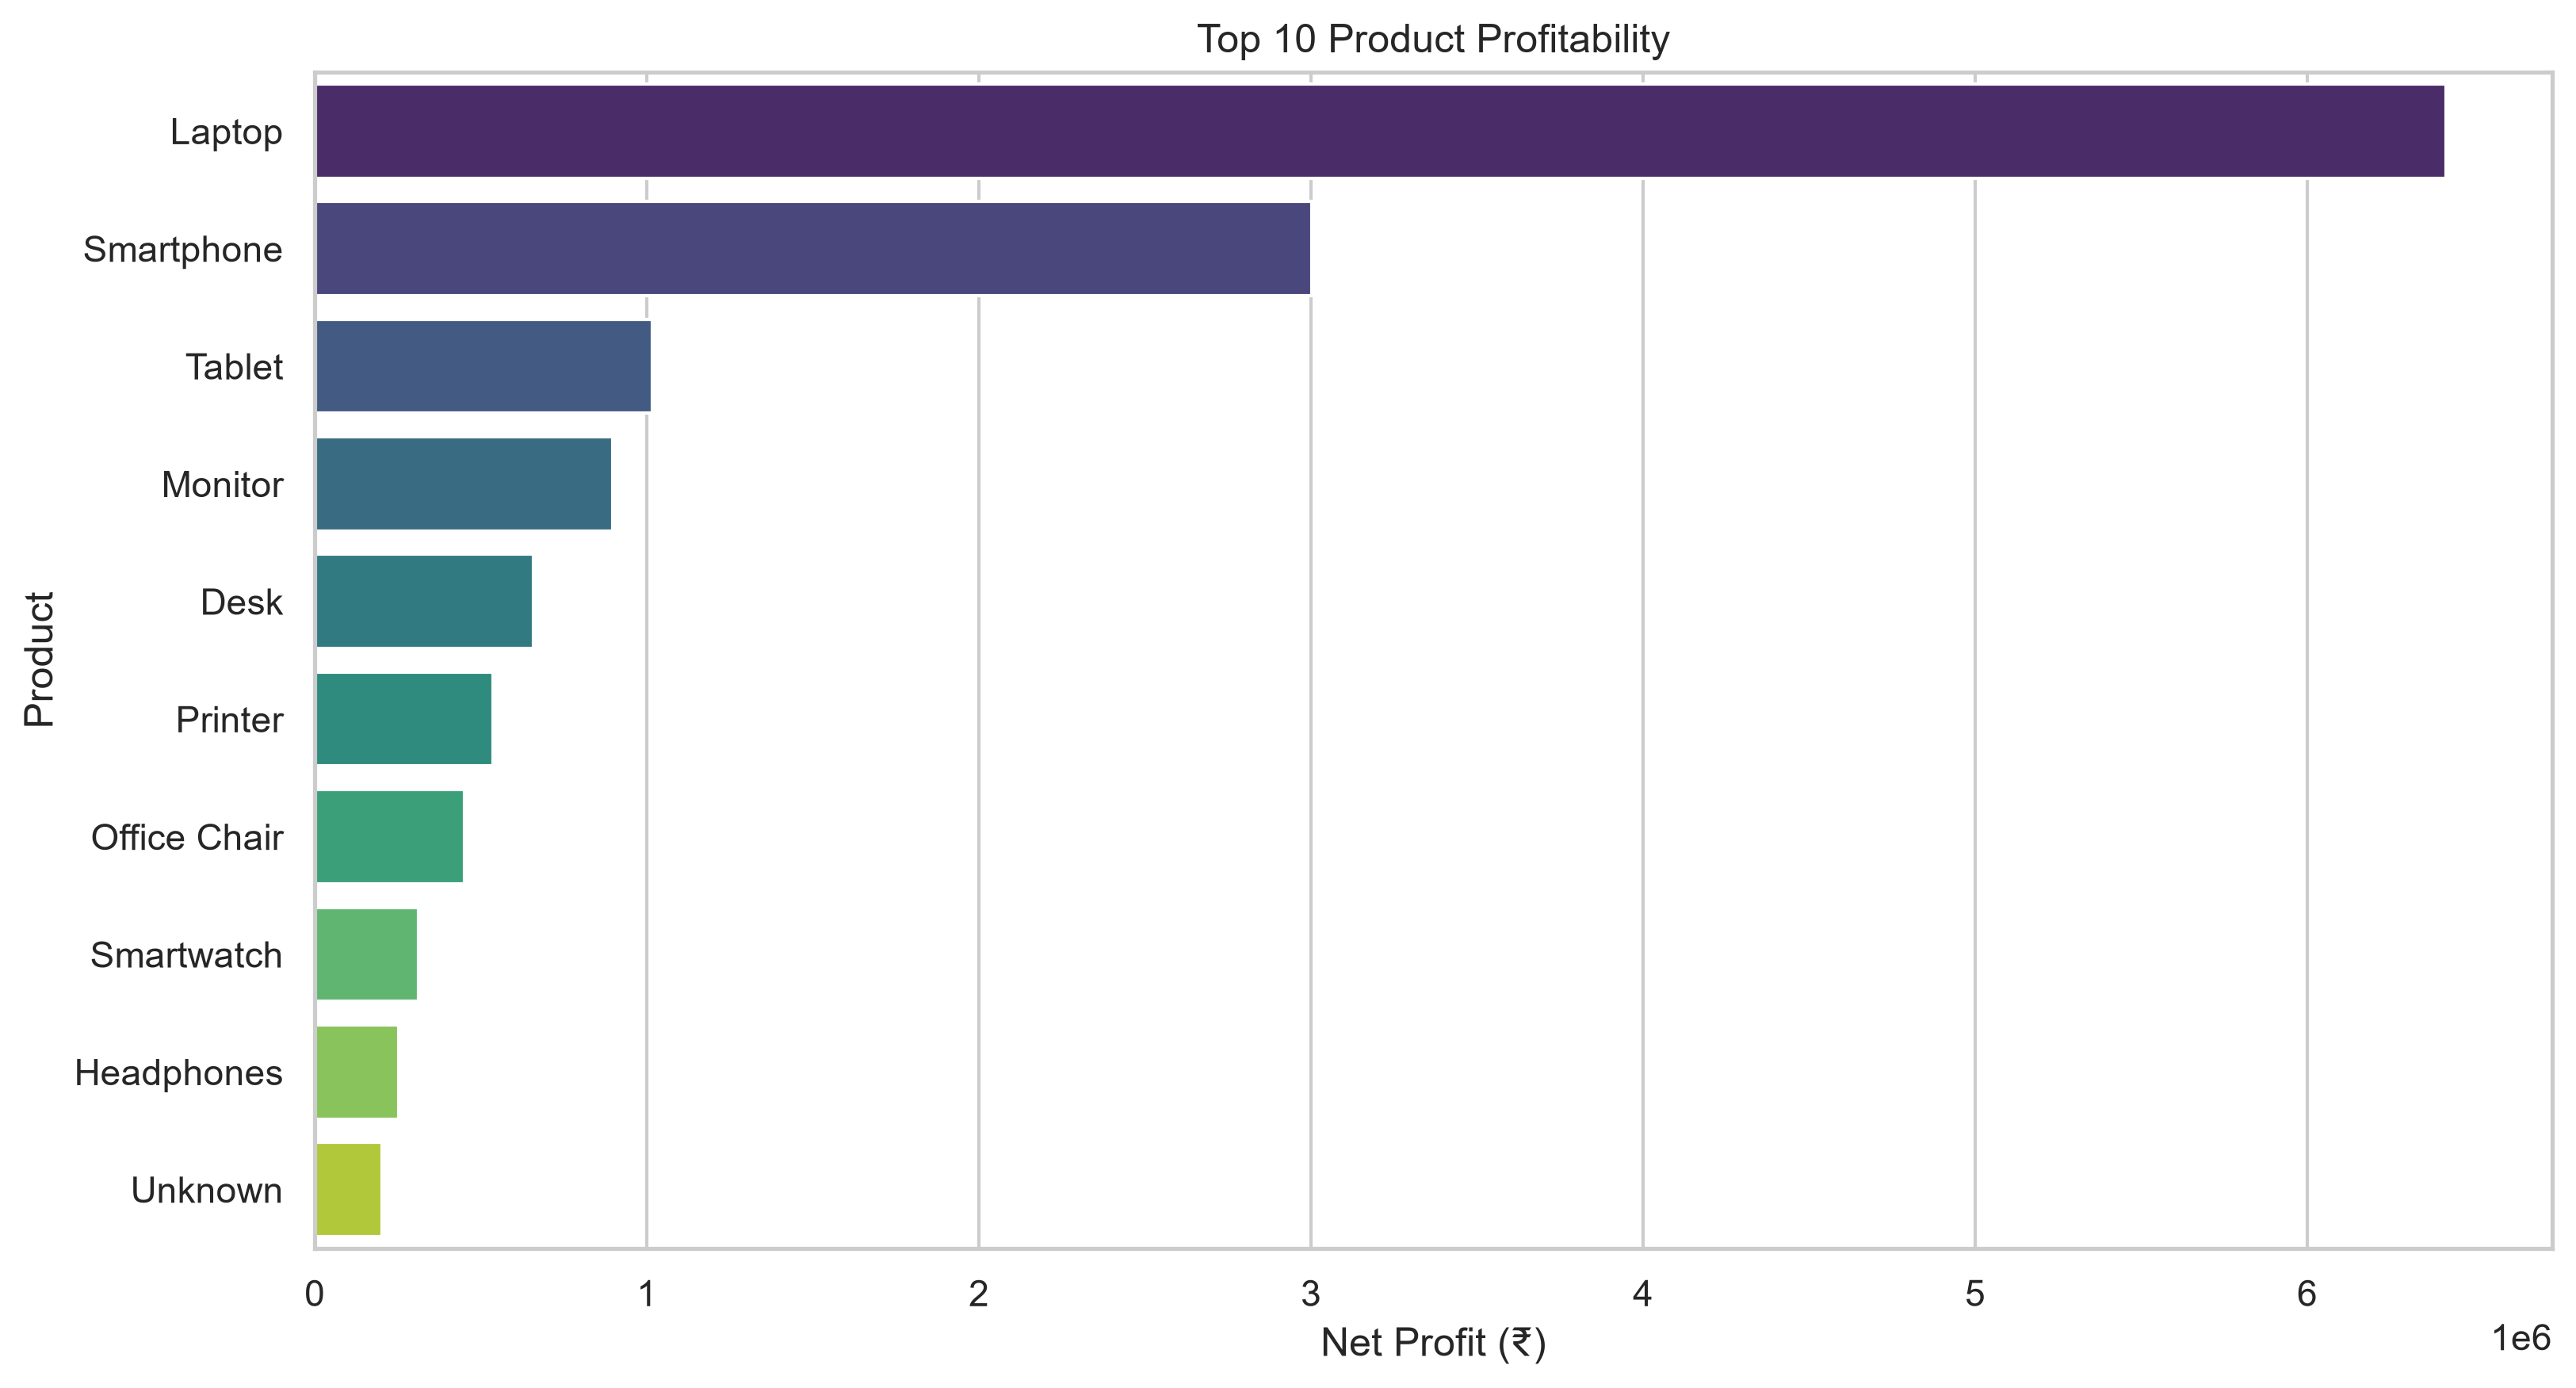 Top 10 Product Profitability
Laptop
Smartphone
Tablet
Monitor
Desk
Printer
Office Chair
Smartwatch
Headphones
Unknown
Product
0 1 2 3 4 5 6
1e6
Net Profit (₹)